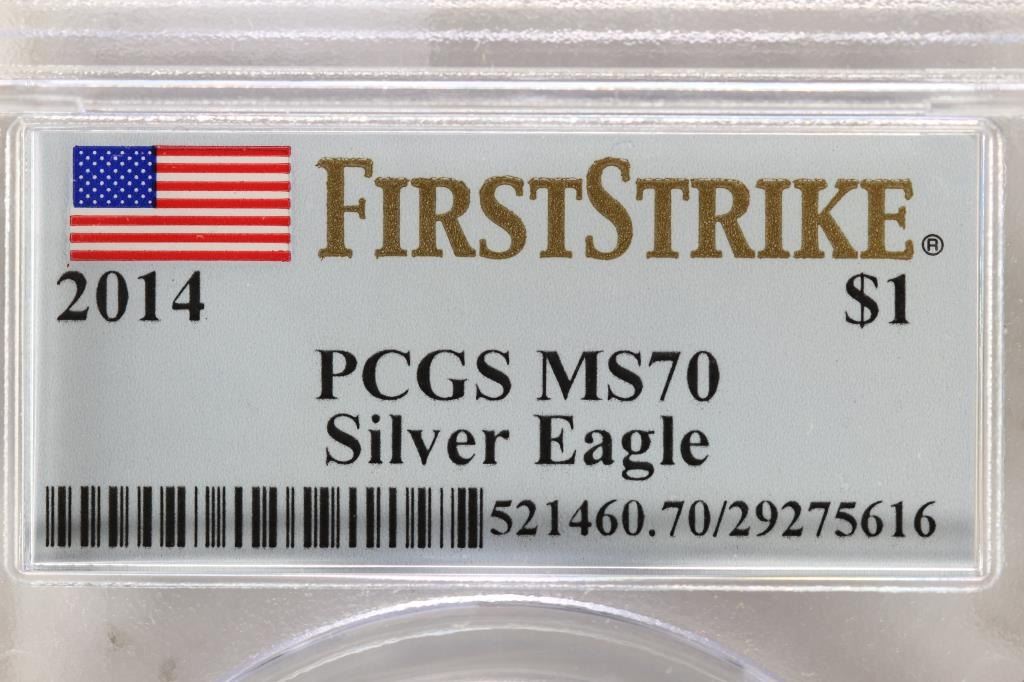 FIRSTSTRIKE®
2014 $1
PCGS MS70
Silver Eagle
521460.70/29275616